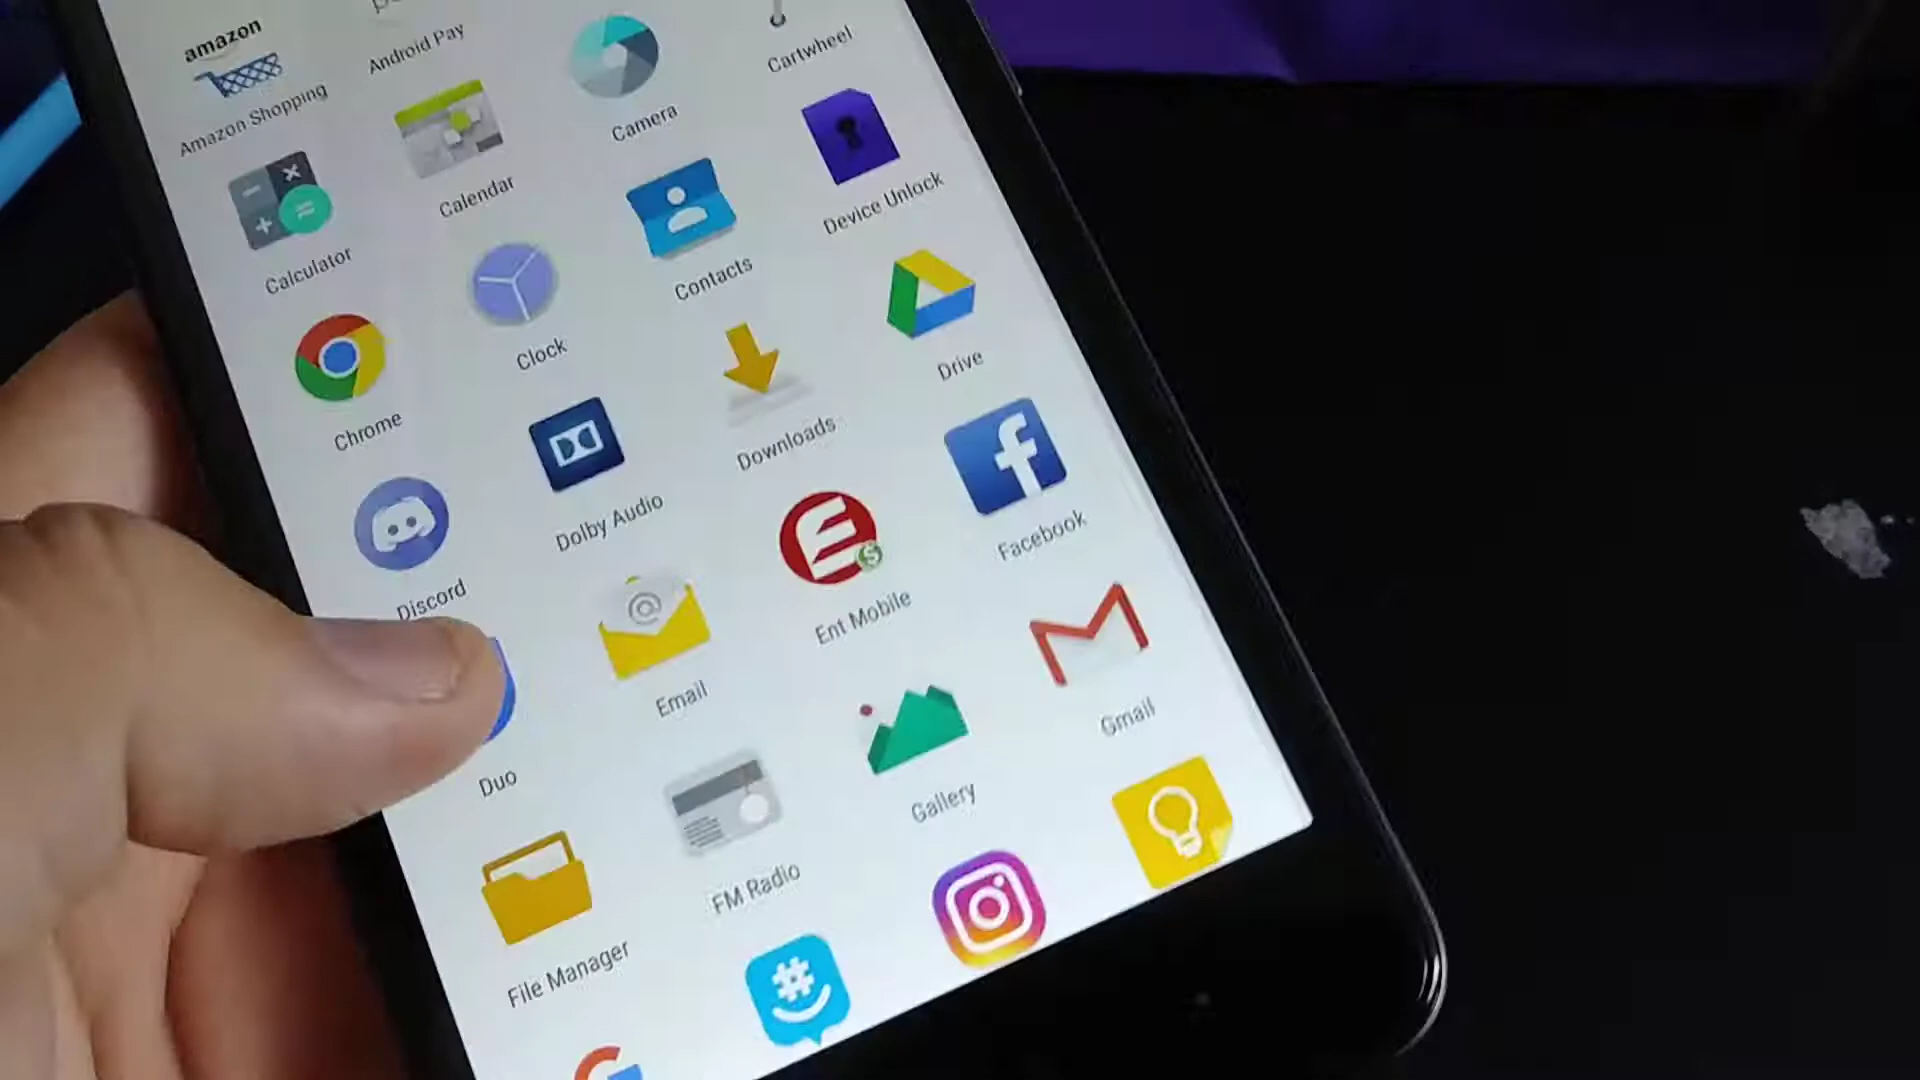 amazon
Amazon Shopping
Android Pay
Camera
Cartwheel
Calculator
Calendar
Contacts
Device Unlock
Chrome
Clock
Downloads
Drive
Discord
Dolby Audio
Ent Mobile
Facebook
Duo
Email
Gallery
Gmail
File Manager
FM Radio